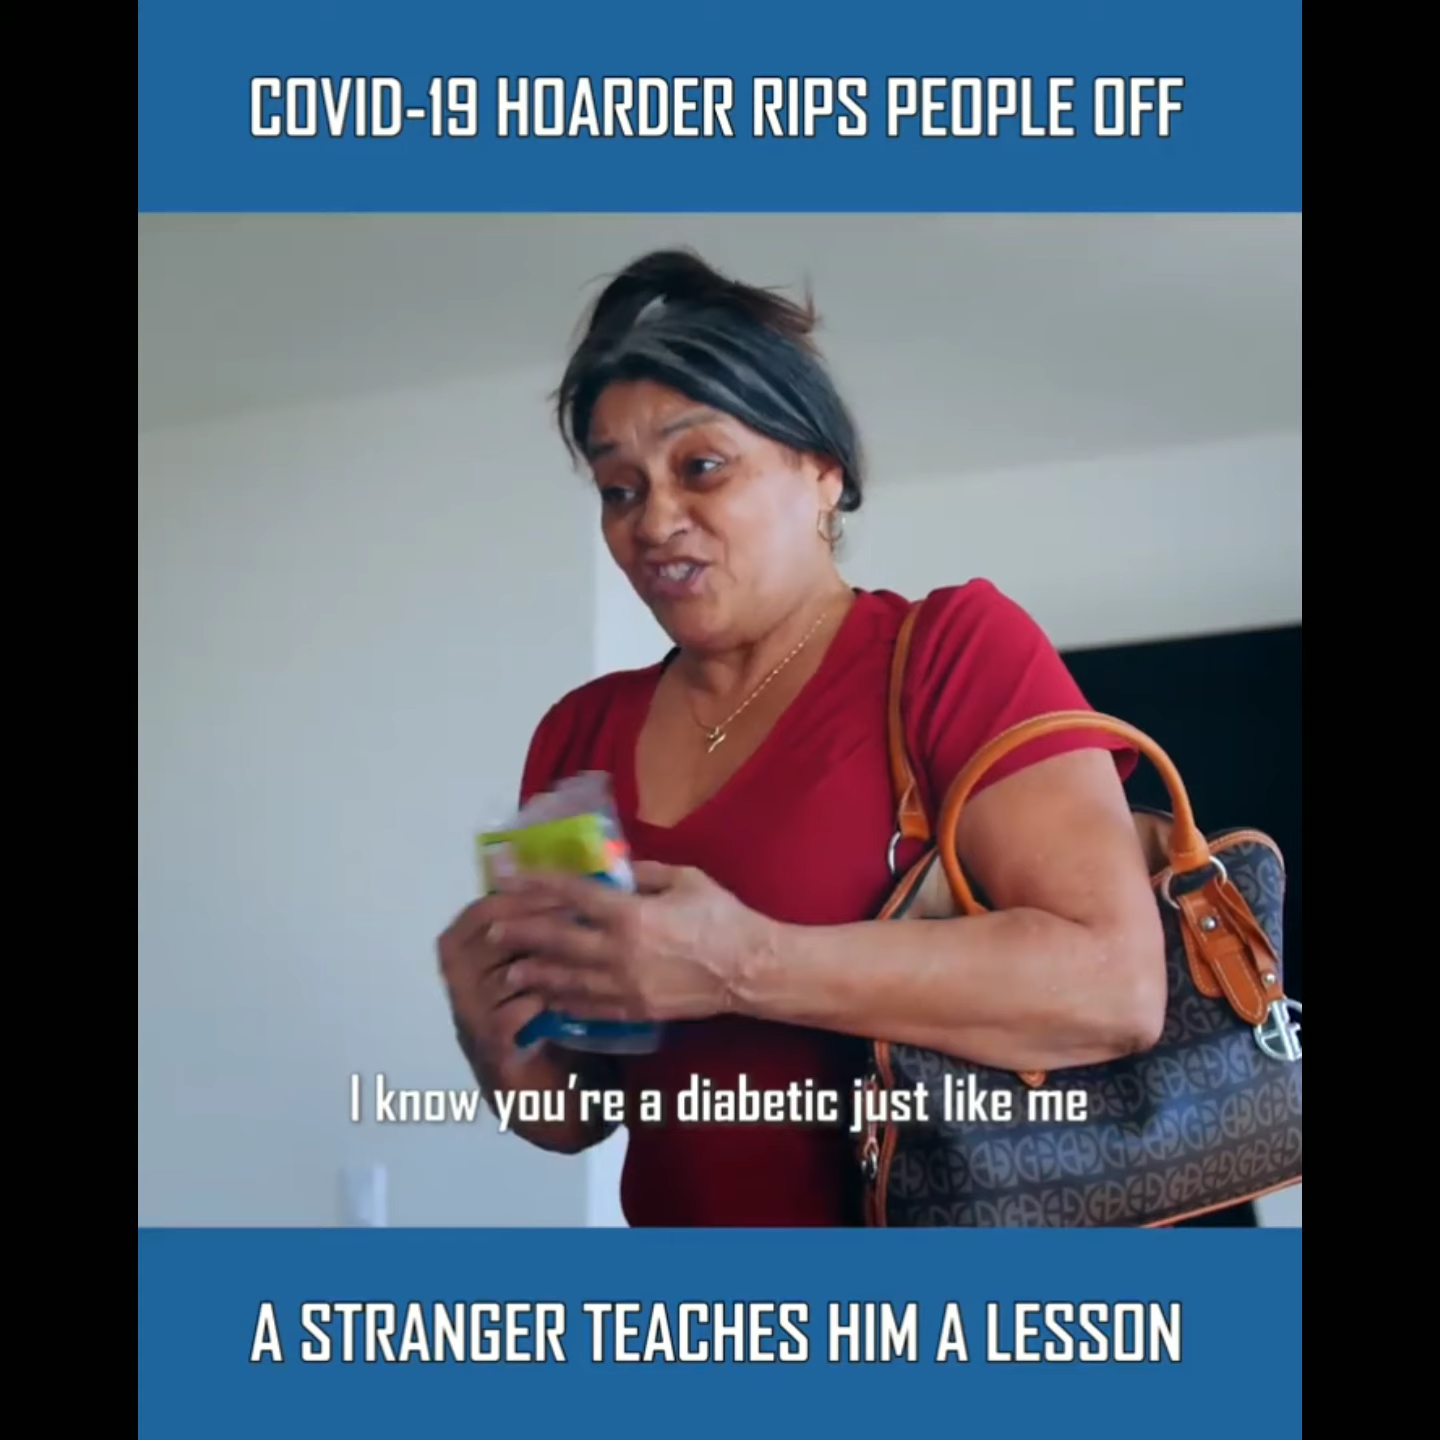 COVID-19 HOARDER RIPS PEOPLE OFF
I know you're a diabetic just like me
A STRANGER TEACHES HIM A LESSON